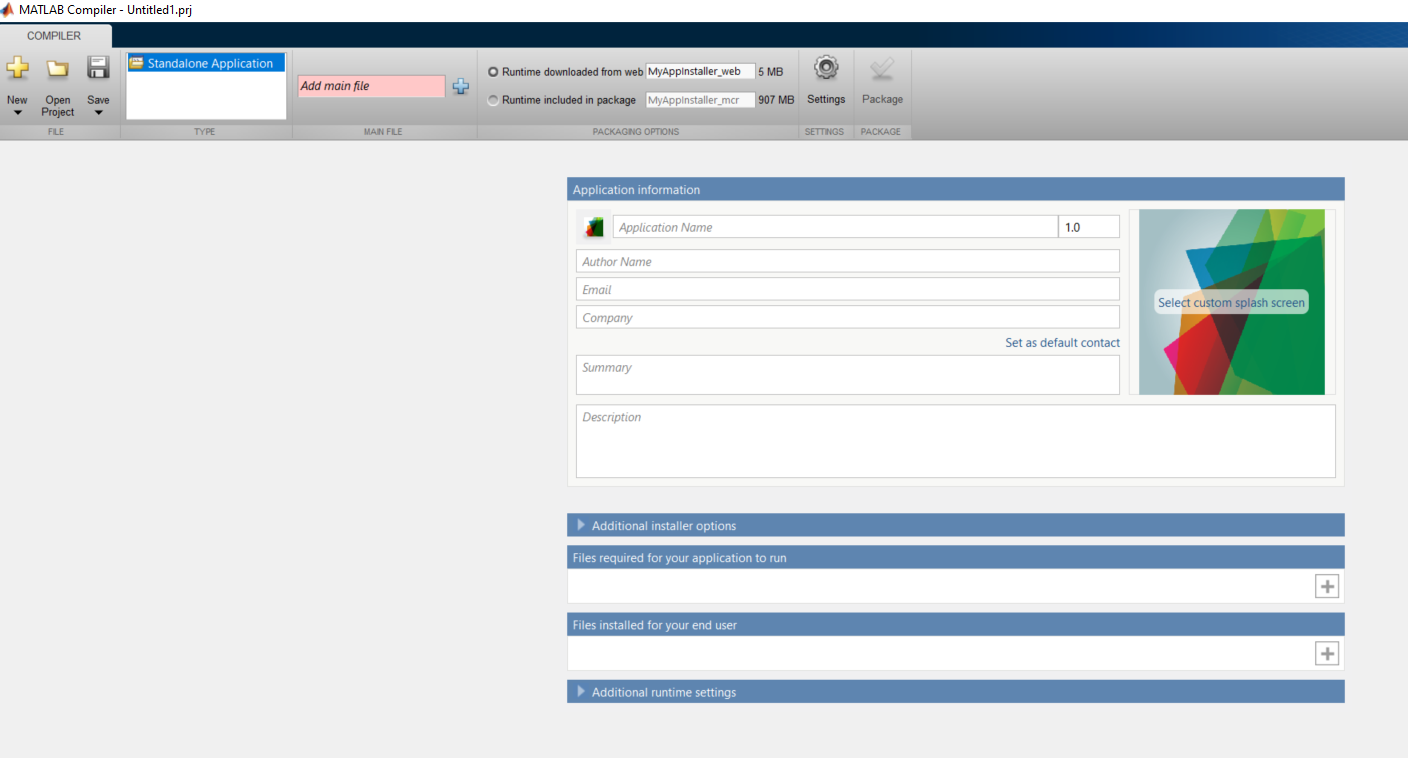 MATLAB Compiler - Untitled1.prj
COMPILER
Standalone Application
Add main file
Runtime downloaded from web MyAppInstaller_web 5 MB
Runtime included in package MyAppInstaller_mcr 907 MB
New Open Project Save
Settings
Package
FILE TYPE MAIN FILE PACKAGING OPTIONS SETTINGS PACKAGE
Application information
Application Name 1.0
Author Name
Email
Company
Set as default contact
Summary
Select custom splash screen
Description
Additional installer options
Files required for your application to run
Files installed for your end user
Additional runtime settings